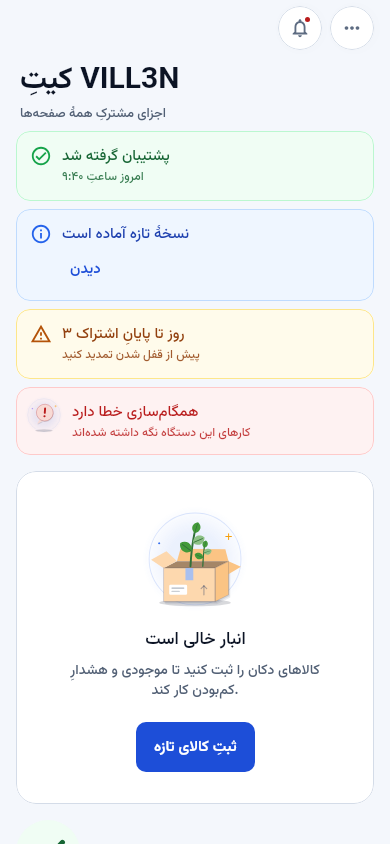 کیتِ VILL3N
اجزای مشترکِ همهٔ صفحه‌ها
پشتیبان گرفته شد
امروز ساعتِ ۹:۴۰
نسخهٔ تازه آماده است
دیدن
۳ روز تا پایانِ اشتراک
پیش از قفل شدن تمدید کنید
همگام‌سازی خطا دارد
کارهای این دستگاه نگه داشته شده‌اند
انبار خالی است
کالاهای دکان را ثبت کنید تا موجودی و هشدارِ
کم‌بودن کار کند.
ثبتِ کالای تازه